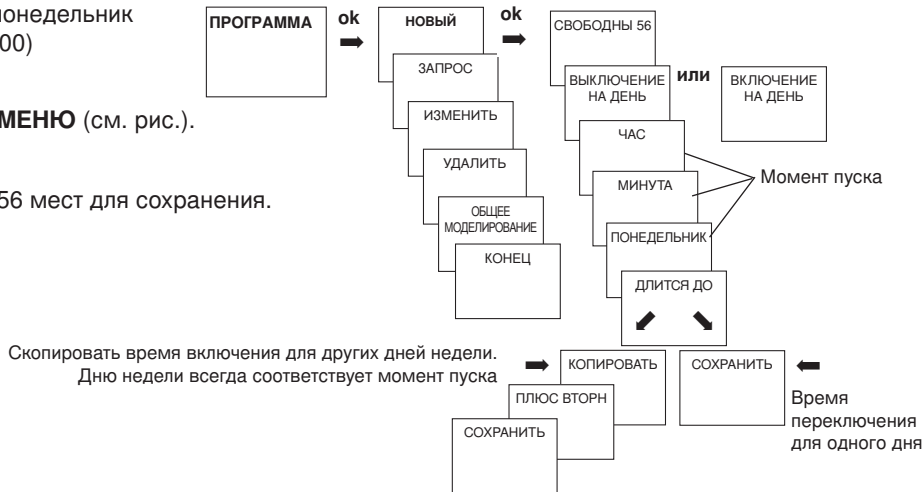 понедельник
00)
МЕНЮ (см. рис.).
56 мест для сохранения.
ПРОГРАММА
ok
НОВЫЙ
ЗАПРОС
ИЗМЕНИТЬ
УДАЛИТЬ
ОБЩЕЕ
МОДЕЛИРОВАНИЕ
КОНЕЦ
ok
СВОБОДНЫ 56
ВЫКЛЮЧЕНИЕ
НА ДЕНЬ
или
ВКЛЮЧЕНИЕ
НА ДЕНЬ
ЧАС
МИНУТА
ПОНЕДЕЛЬНИК
Момент пуска
ДЛИТСЯ ДО
Скопировать время включения для других дней недели.
Дню недели всегда соответствует момент пуска
КОПИРОВАТЬ
ПЛЮС ВТОРН
СОХРАНИТЬ
СОХРАНИТЬ
Время
переключения
для одного дня